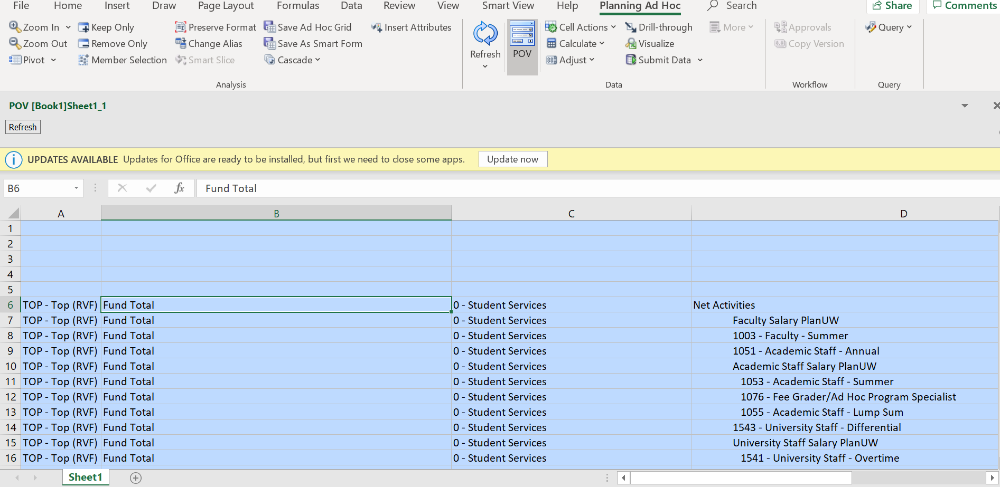 File Home Insert Draw Page Layout Formulas Data Review View Smart View Help Planning Ad Hoc Search Share Comments
Zoom In Keep Only Preserve Format Save Ad Hoc Grid Insert Attributes Cell Actions Drill-through More Approvals Query
Zoom Out Remove Only Change Alias Save As Smart Form Refresh POV Calculate Visualize Copy Version
Pivot Member Selection Smart Slice Cascade Adjust Submit Data
Analysis Data Workflow Query
POV [Book1]Sheet1_1
Refresh
UPDATES AVAILABLE Updates for Office are ready to be installed, but first we need to close some apps. Update now
B6 fx Fund Total
A B C D
1
2
3
4
5
6 TOP - Top (RVF) Fund Total 0 - Student Services Net Activities
7 TOP - Top (RVF) Fund Total 0 - Student Services Faculty Salary PlanUW
8 TOP - Top (RVF) Fund Total 0 - Student Services 1003 - Faculty - Summer
9 TOP - Top (RVF) Fund Total 0 - Student Services 1051 - Academic Staff - Annual
10 TOP - Top (RVF) Fund Total 0 - Student Services Academic Staff Salary PlanUW
11 TOP - Top (RVF) Fund Total 0 - Student Services 1053 - Academic Staff - Summer
12 TOP - Top (RVF) Fund Total 0 - Student Services 1076 - Fee Grader/Ad Hoc Program Specialist
13 TOP - Top (RVF) Fund Total 0 - Student Services 1055 - Academic Staff - Lump Sum
14 TOP - Top (RVF) Fund Total 0 - Student Services 1543 - University Staff - Differential
15 TOP - Top (RVF) Fund Total 0 - Student Services University Staff Salary PlanUW
16 TOP - Top (RVF) Fund Total 0 - Student Services 1541 - University Staff - Overtime
Sheet1